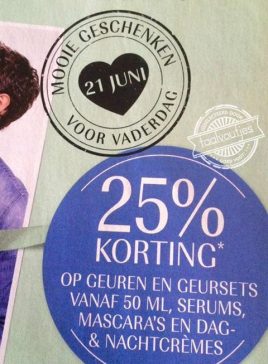 MOOIE GESCHENKEN
21 JUNI
VOOR VADERDAG
taalvoutjes
25%
KORTING*
OP GEUREN EN GEURSETS
VANAF 50 ML, SERUMS,
MASCARA'S EN DAG-
& NACHTCRÈMES